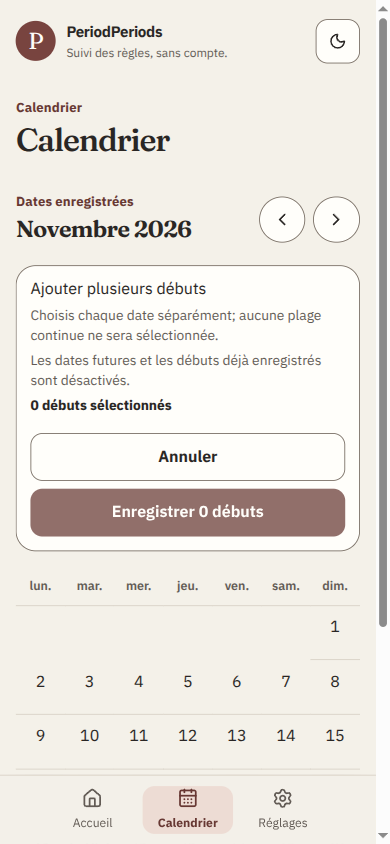 P
PeriodPeriods
Suivi des règles, sans compte.
Calendrier
Calendrier
Dates enregistrées
Novembre 2026
Ajouter plusieurs débuts
Choisis chaque date séparément; aucune plage
continue ne sera sélectionnée.
Les dates futures et les débuts déjà enregistrés
sont désactivés.
0 débuts sélectionnés
Annuler
Enregistrer 0 débuts
lun. mar. mer. jeu. ven. sam. dim.
1
2 3 4 5 6 7 8
9 10 11 12 13 14 15
Accueil Calendrier Réglages